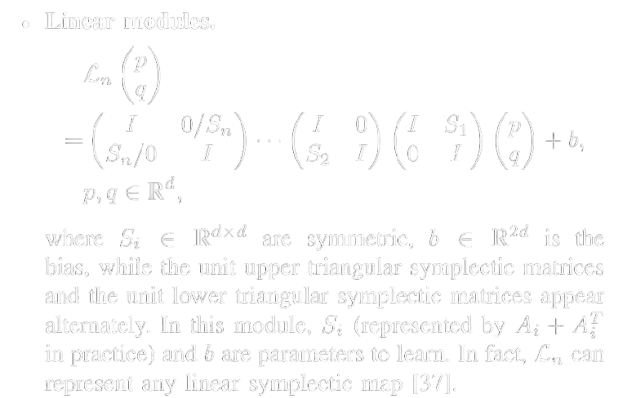 • Linear modules.
$\mathcal{L}_n \begin{pmatrix} p \\ q \end{pmatrix}$
$= \begin{pmatrix} I & 0/S_n \\ S_n/0 & I \end{pmatrix} \cdots \begin{pmatrix} I & 0 \\ S_2 & I \end{pmatrix} \begin{pmatrix} I & S_1 \\ 0 & I \end{pmatrix} \begin{pmatrix} p \\ q \end{pmatrix} + b,$
$p, q \in \mathbb{R}^d,$
where $S_i \in \mathbb{R}^{d \times d}$ are symmetric, $b \in \mathbb{R}^{2d}$ is the
bias, while the unit upper triangular symplectic matrices
and the unit lower triangular symplectic matrices appear
alternately. In this module, $S_i$ (represented by $A_i + A_i^T$
in practice) and $b$ are parameters to learn. In fact, $\mathcal{L}_n$ can
represent any linear symplectic map [37].